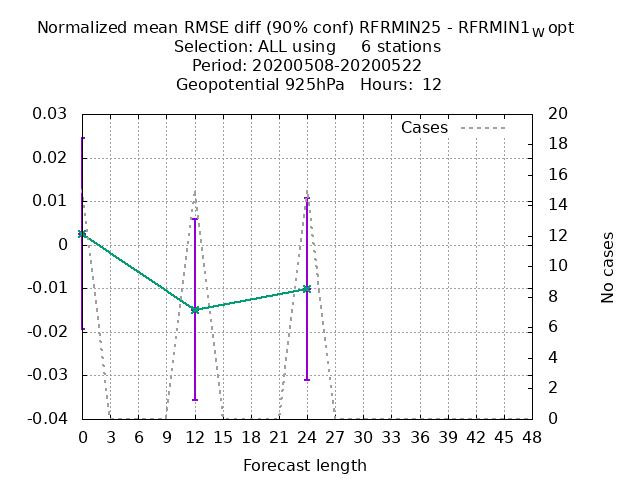 Normalized mean RMSE diff (90% conf) RFRMIN25 - RFRMIN1Wopt
Selection: ALL using 6 stations
Period: 20200508-20200522
Geopotential 925hPa Hours: 12
Cases
0.03
0.02
0.01
0
-0.01
-0.02
-0.03
-0.04
20
18
16
14
12
10
8
6
4
2
0
No cases
0 3 6 9 12 15 18 21 24 27 30 33 36 39 42 45 48
Forecast length